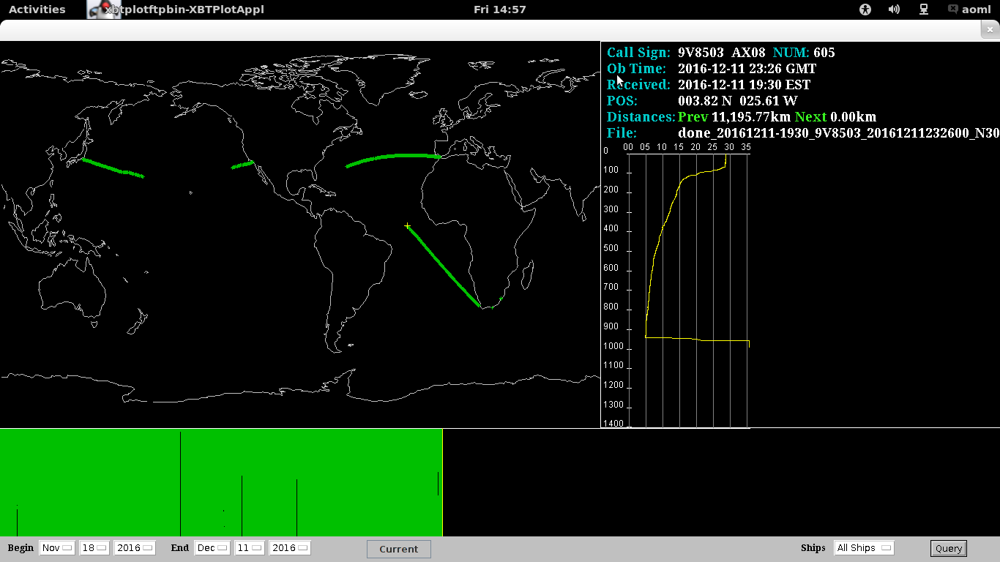 Activities xbtplotftpbin-XBTPlotAppl Fri 14:57 aoml
Call Sign: 9V8503 AX08 NUM: 605
Ob Time: 2016-12-11 23:26 GMT
Received: 2016-12-11 19:30 EST
POS: 003.82 N 025.61 W
Distances: Prev 11,195.77km Next 0.00km
File: done_20161211-1930_9V8503_20161211232600_N30
00 05 10 15 20 25 30 35
0
100
200
300
400
500
600
700
800
900
1000
1100
1200
1300
1400
Begin Nov 18 2016 End Dec 11 2016 Current Ships All Ships Query